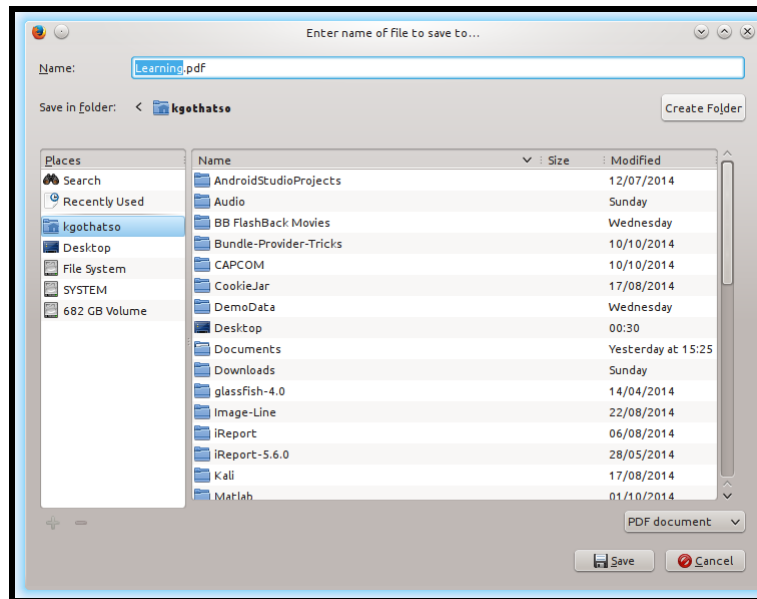 Enter name of file to save to...
Name: Learning.pdf
Save in folder: < kgothatso Create Folder
Places
Search
Recently Used
kgothatso
Desktop
File System
SYSTEM
682 GB Volume
Name Size Modified
AndroidStudioProjects 12/07/2014
Audio Sunday
BB FlashBack Movies Wednesday
Bundle-Provider-Tricks 10/10/2014
CAPCOM 10/10/2014
CookieJar 17/08/2014
DemoData Wednesday
Desktop 00:30
Documents Yesterday at 15:25
Downloads Sunday
glassfish-4.0 14/04/2014
Image-Line 22/08/2014
iReport 06/08/2014
iReport-5.6.0 28/05/2014
Kali 17/08/2014
Matlab 01/10/2014
PDF document
Save Cancel